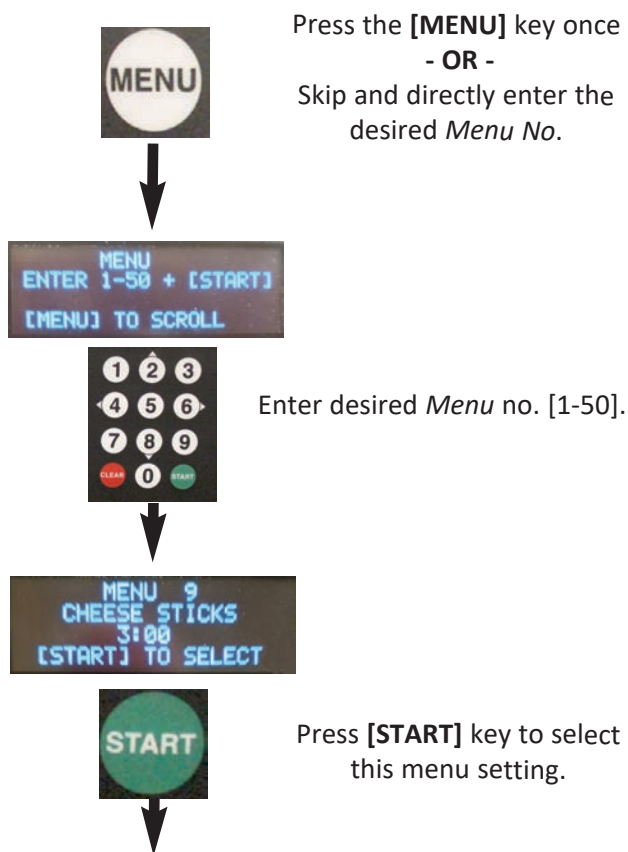 Press the [MENU] key once
- OR -
Skip and directly enter the
desired Menu No.
MENU
MENU
ENTER 1-50 + [START]
[MENU] TO SCROLL
1 2 3
4 5 6
7 8 9
CLEAR 0 START
Enter desired Menu no. [1-50].
MENU 9
CHEESE STICKS
3:00
[START] TO SELECT
START
Press [START] key to select
this menu setting.